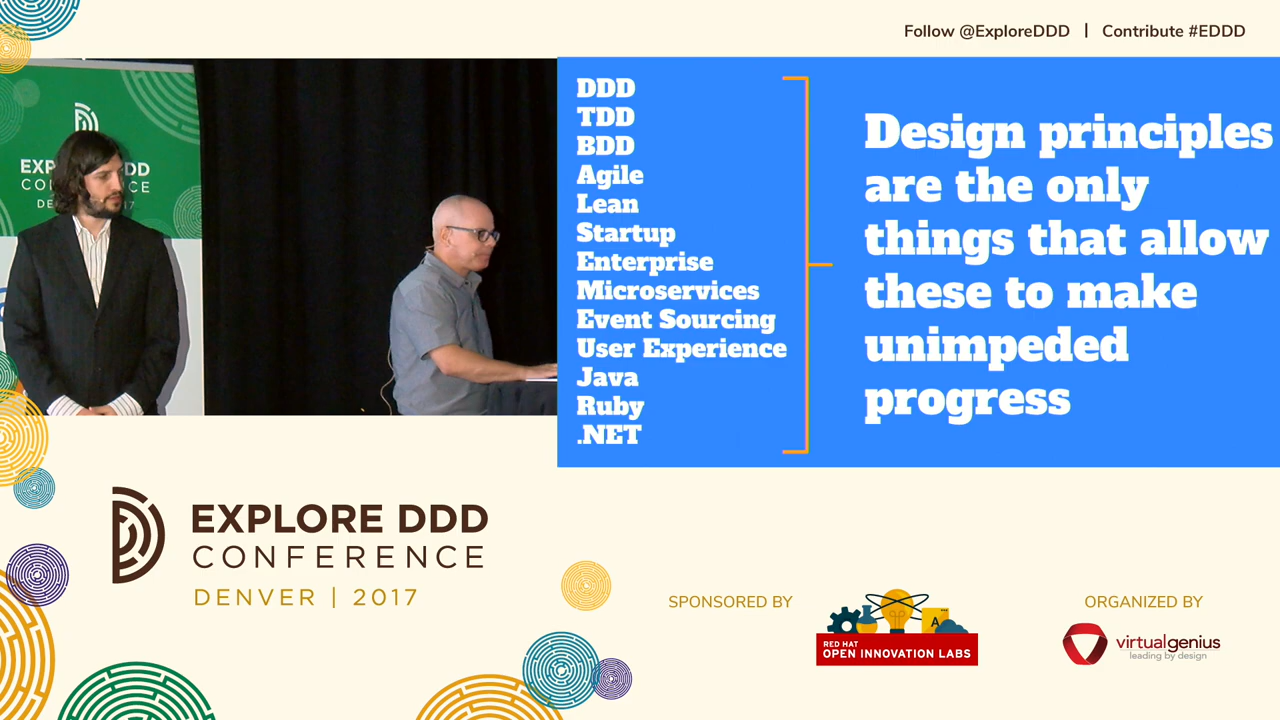 Follow @ExploreDDD | Contribute #EDDD
DDD
TDD
BDD
Agile
Lean
Startup
Enterprise
Microservices
Event Sourcing
User Experience
Java
Ruby
.NET
Design principles
are the only
things that allow
these to make
unimpeded
progress
EXPLORE DDD
CONFERENCE
DENVER | 2017
SPONSORED BY
RED HAT
OPEN INNOVATION LABS
A
ORGANIZED BY
virtualgenius
leading by design